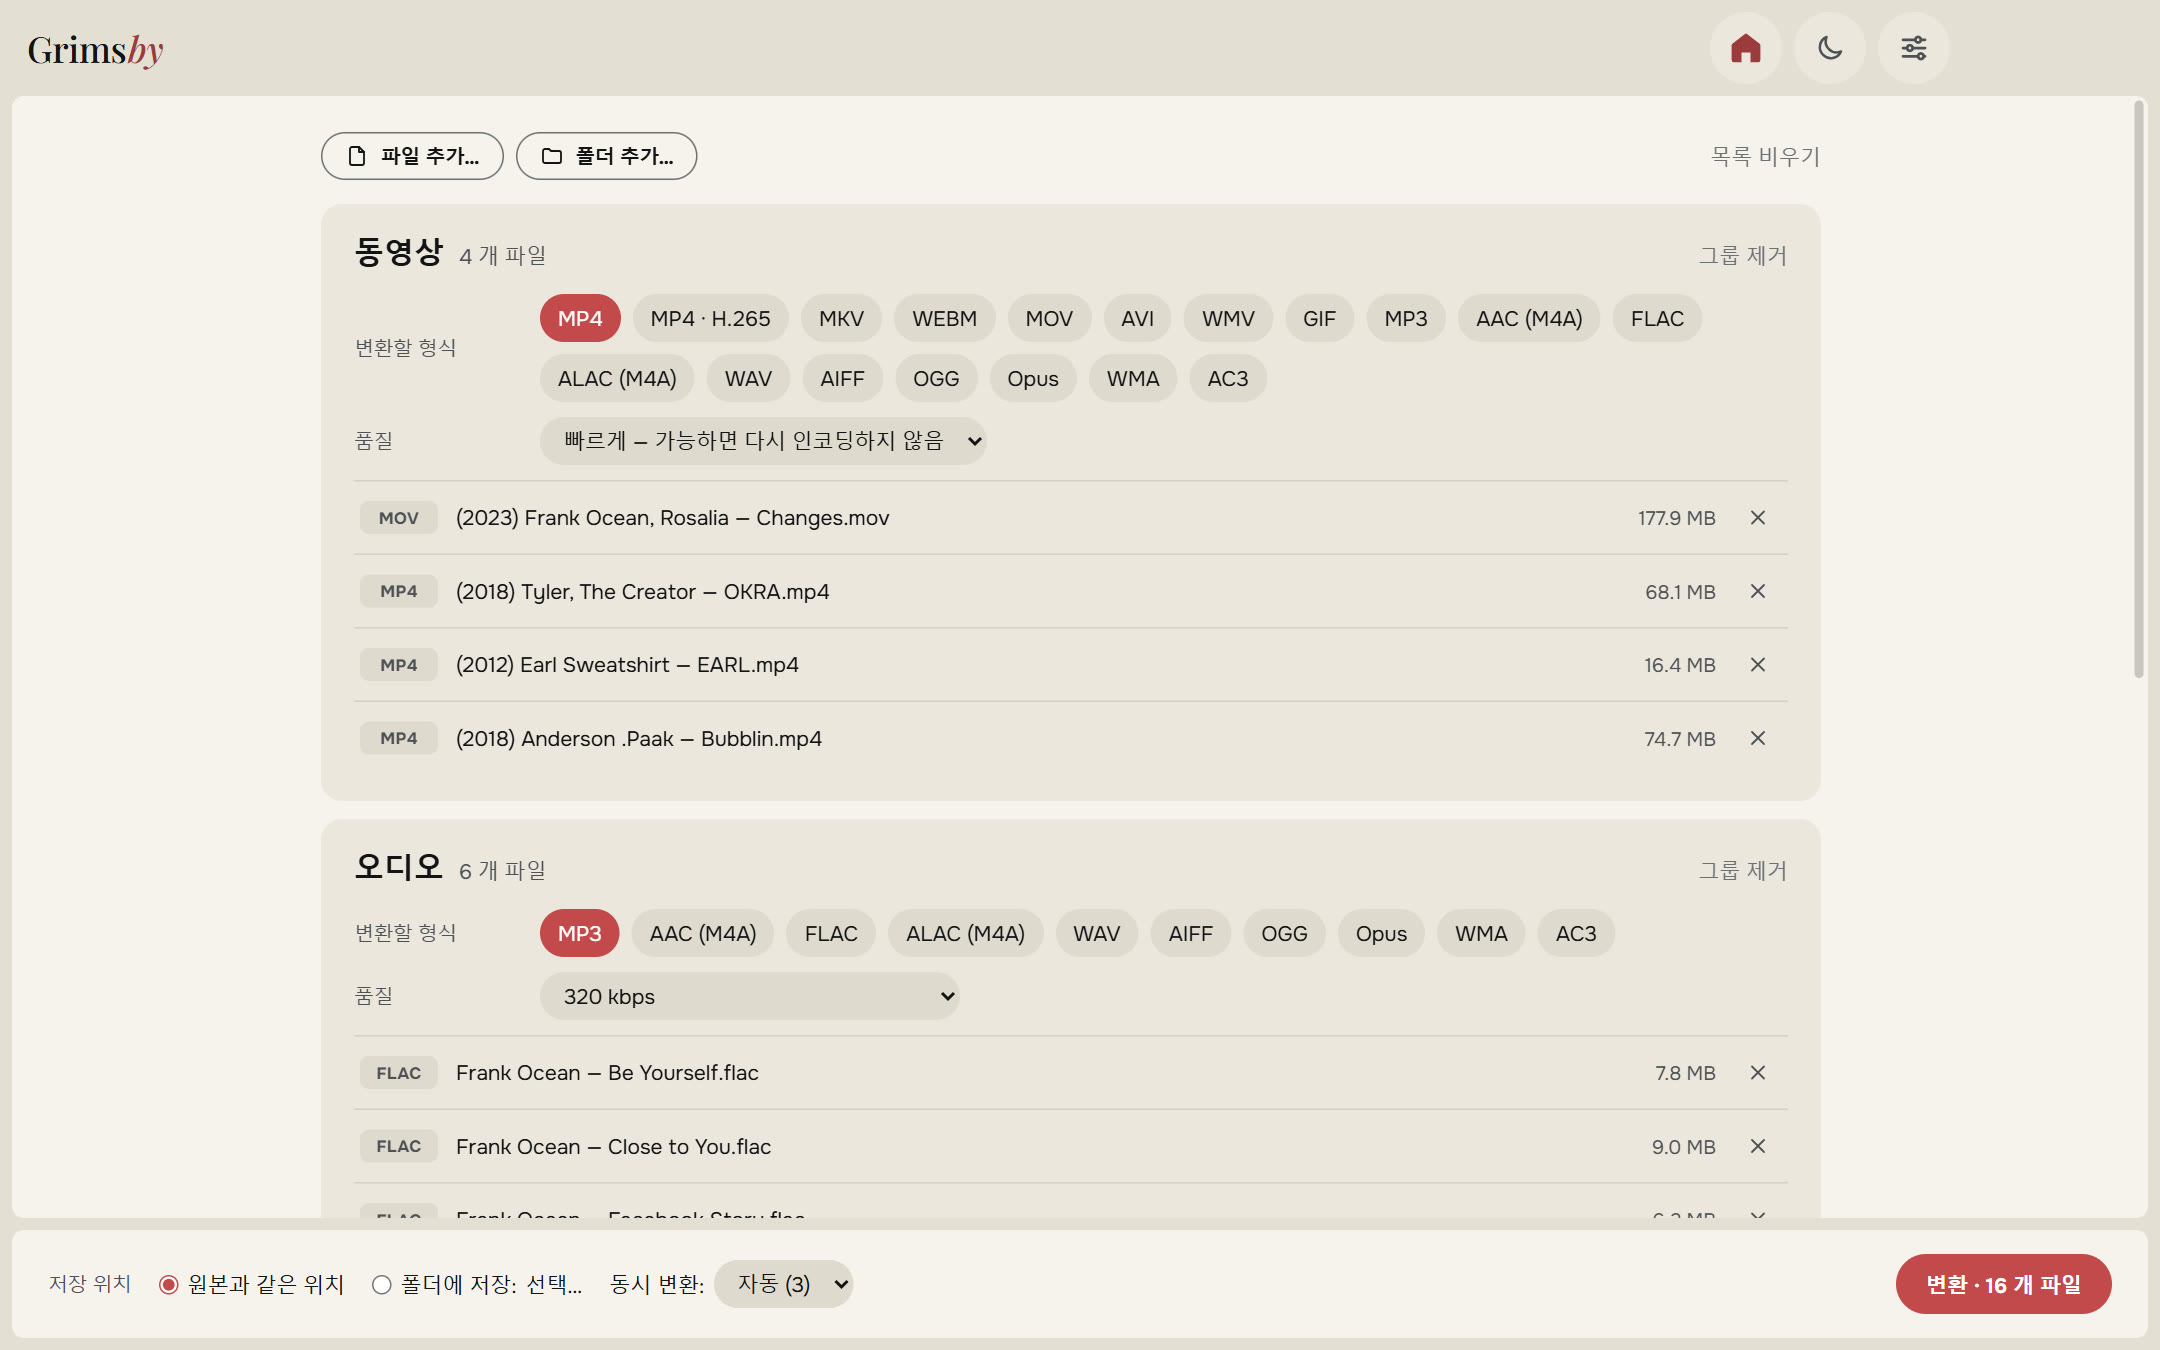 Grimsby
파일 추가...
폴더 추가...
목록 비우기
동영상 4 개 파일
그룹 제거
변환할 형식
MP4 MP4 · H.265 MKV WEBM MOV AVI WMV GIF MP3 AAC (M4A) FLAC
ALAC (M4A) WAV AIFF OGG Opus WMA AC3
품질 빠르게 – 가능하면 다시 인코딩하지 않음
MOV (2023) Frank Ocean, Rosalia – Changes.mov 177.9 MB
MP4 (2018) Tyler, The Creator – OKRA.mp4 68.1 MB
MP4 (2012) Earl Sweatshirt – EARL.mp4 16.4 MB
MP4 (2018) Anderson .Paak – Bubblin.mp4 74.7 MB
오디오 6 개 파일
그룹 제거
변환할 형식 MP3 AAC (M4A) FLAC ALAC (M4A) WAV AIFF OGG Opus WMA AC3
품질 320 kbps
FLAC Frank Ocean – Be Yourself.flac 7.8 MB
FLAC Frank Ocean – Close to You.flac 9.0 MB
FLAC Frank Ocean – Facebook Story.flac
저장 위치 원본과 같은 위치 폴더에 저장: 선택... 동시 변환: 자동 (3)
변환 · 16 개 파일